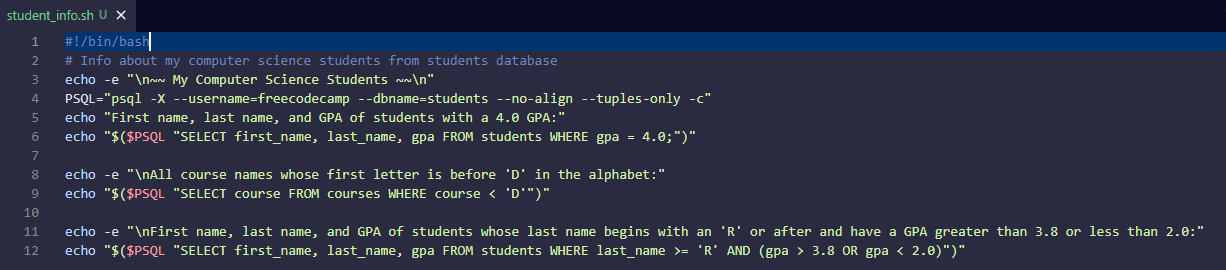 student_info.sh U ×
1 #!/bin/bash
2 # Info about my computer science students from students database
3 echo -e "\n~~ My Computer Science Students ~~\n"
4 PSQL="psql -X --username=freecodecamp --dbname=students --no-align --tuples-only -c"
5 echo "First name, last name, and GPA of students with a 4.0 GPA:"
6 echo "$($PSQL "SELECT first_name, last_name, gpa FROM students WHERE gpa = 4.0;")"
7
8 echo -e "\nAll course names whose first letter is before 'D' in the alphabet:"
9 echo "$($PSQL "SELECT course FROM courses WHERE course < 'D'")"
10
11 echo -e "\nFirst name, last name, and GPA of students whose last name begins with an 'R' or after and have a GPA greater than 3.8 or less than 2.0:"
12 echo "$($PSQL "SELECT first_name, last_name, gpa FROM students WHERE last_name >= 'R' AND (gpa > 3.8 OR gpa < 2.0)")"